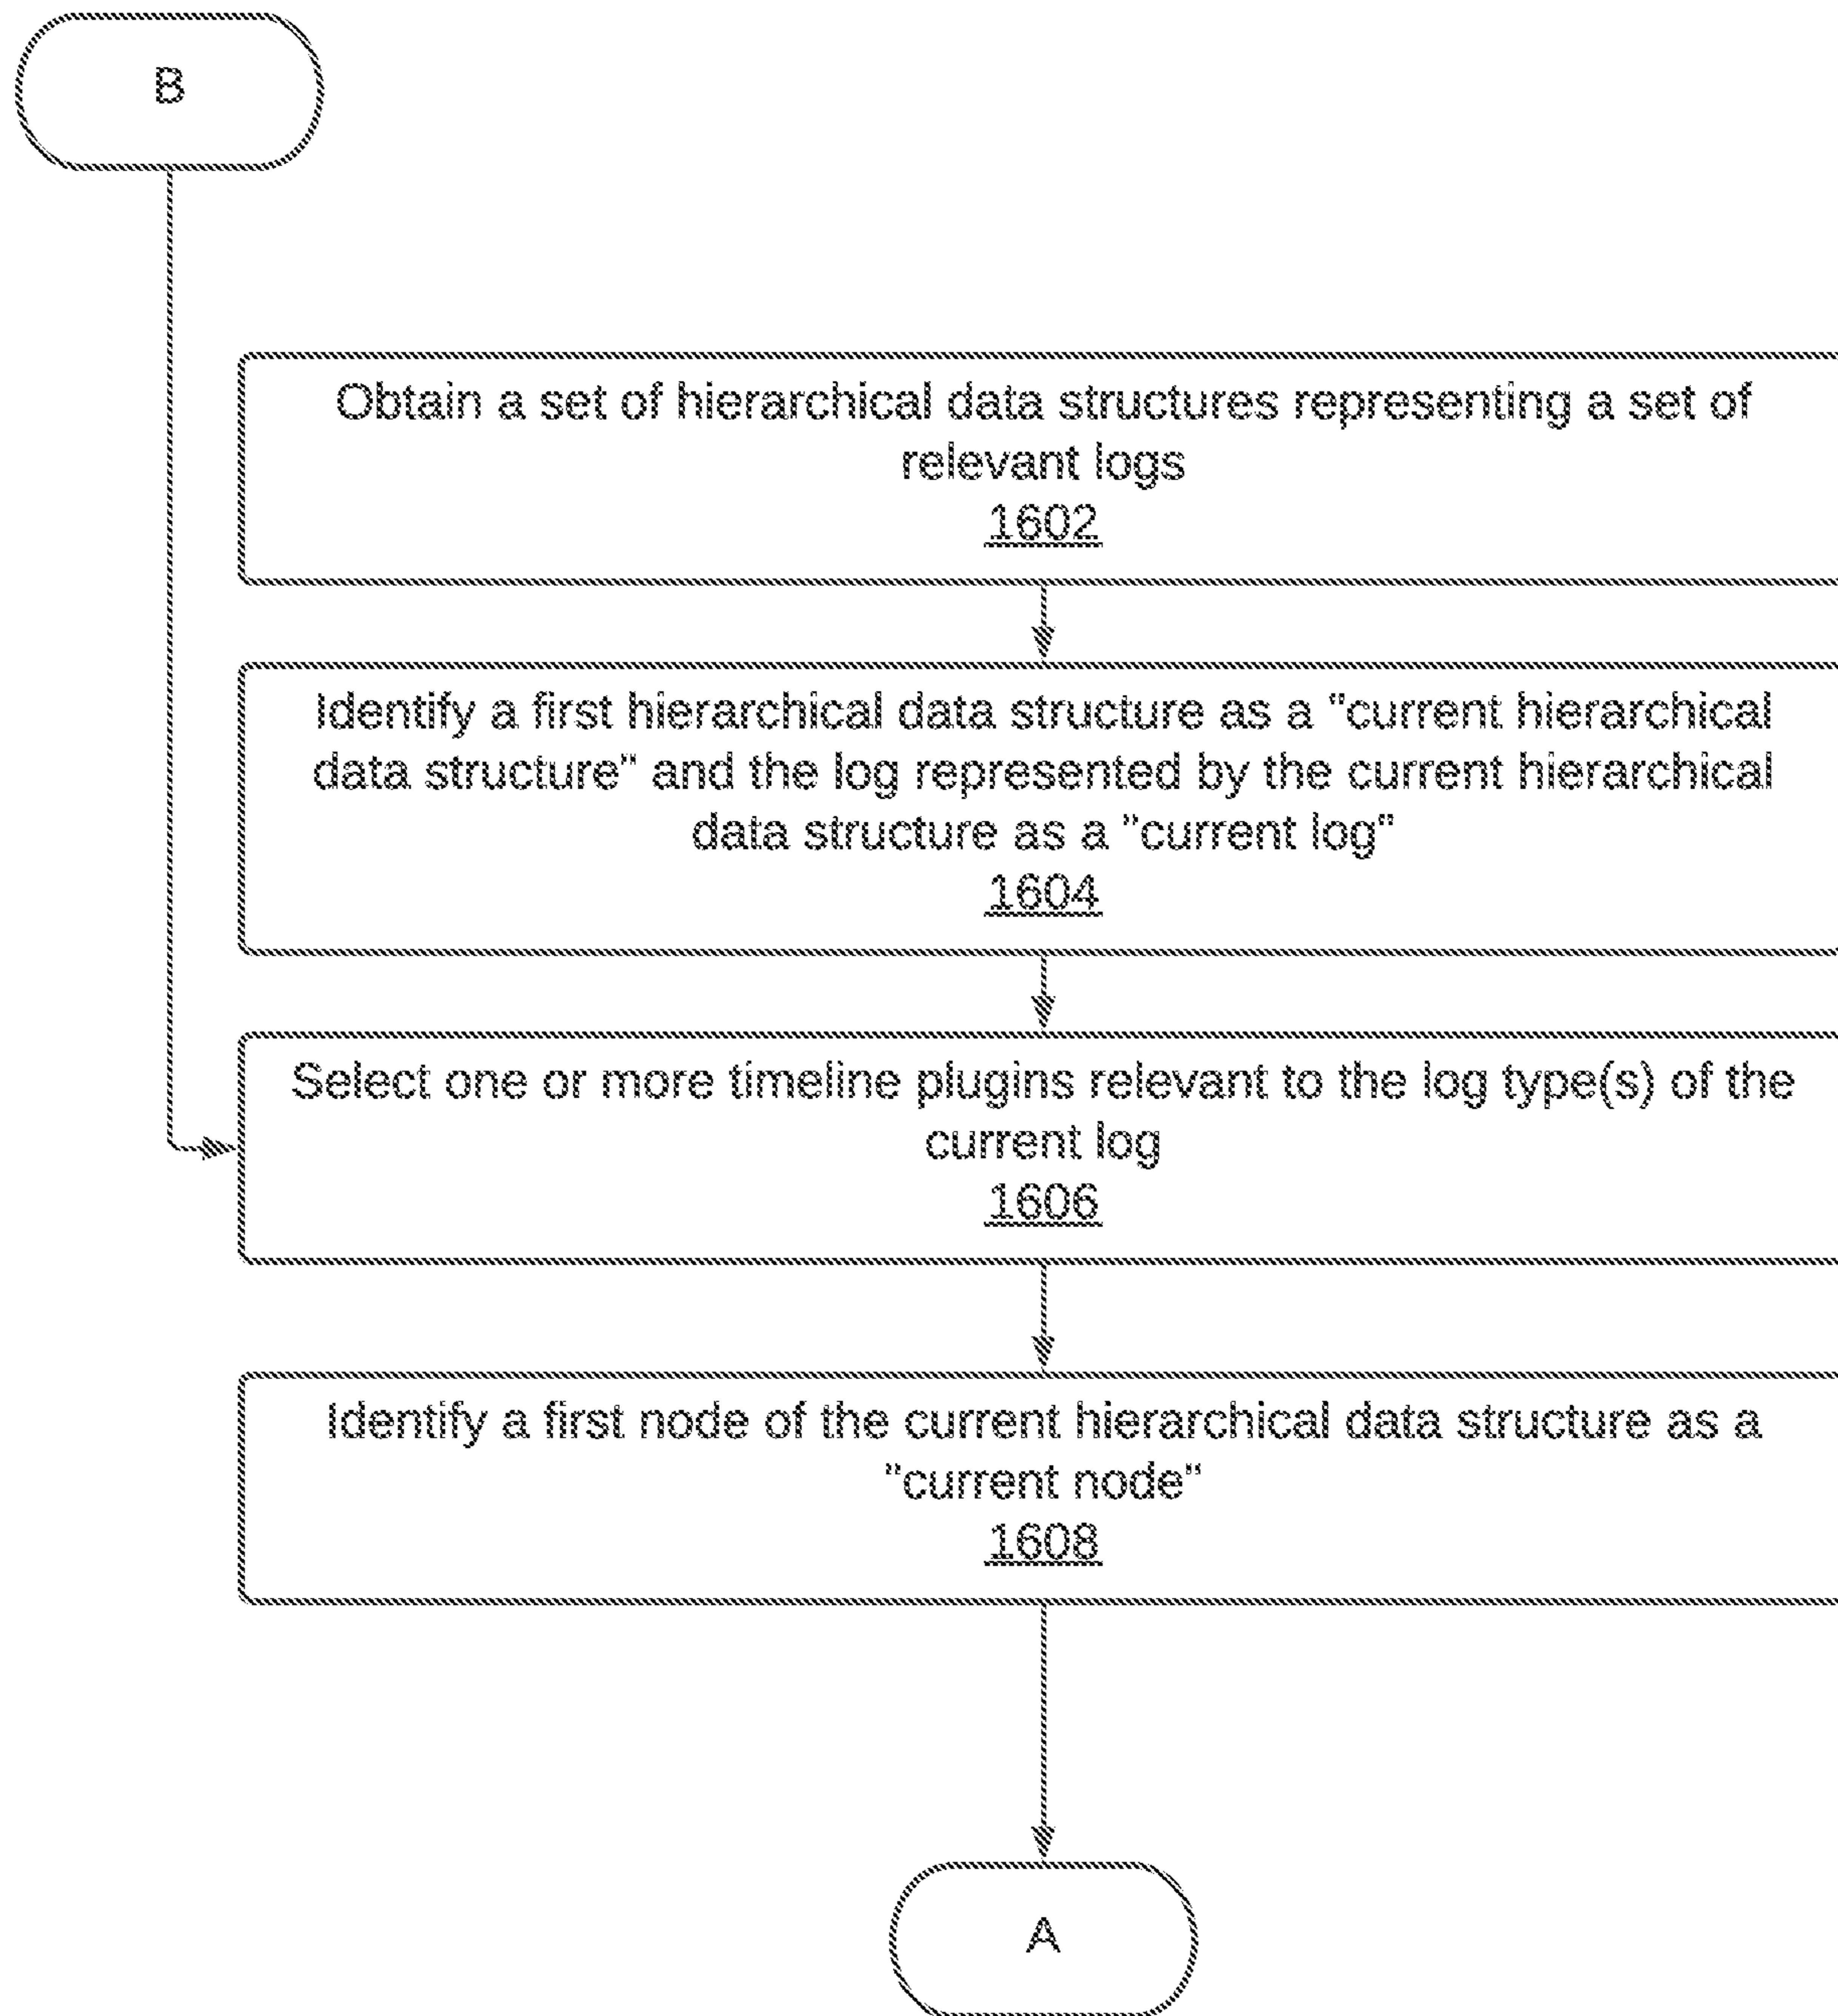 B
Obtain a set of hierarchical data structures representing a set of
relevant logs
1602
Identify a first hierarchical data structure as a "current hierarchical
data structure" and the log represented by the current hierarchical
data structure as a "current log"
1604
Select one or more timeline plugins relevant to the log type(s) of the
current log
1606
Identify a first node of the current hierarchical data structure as a
"current node"
1608
A